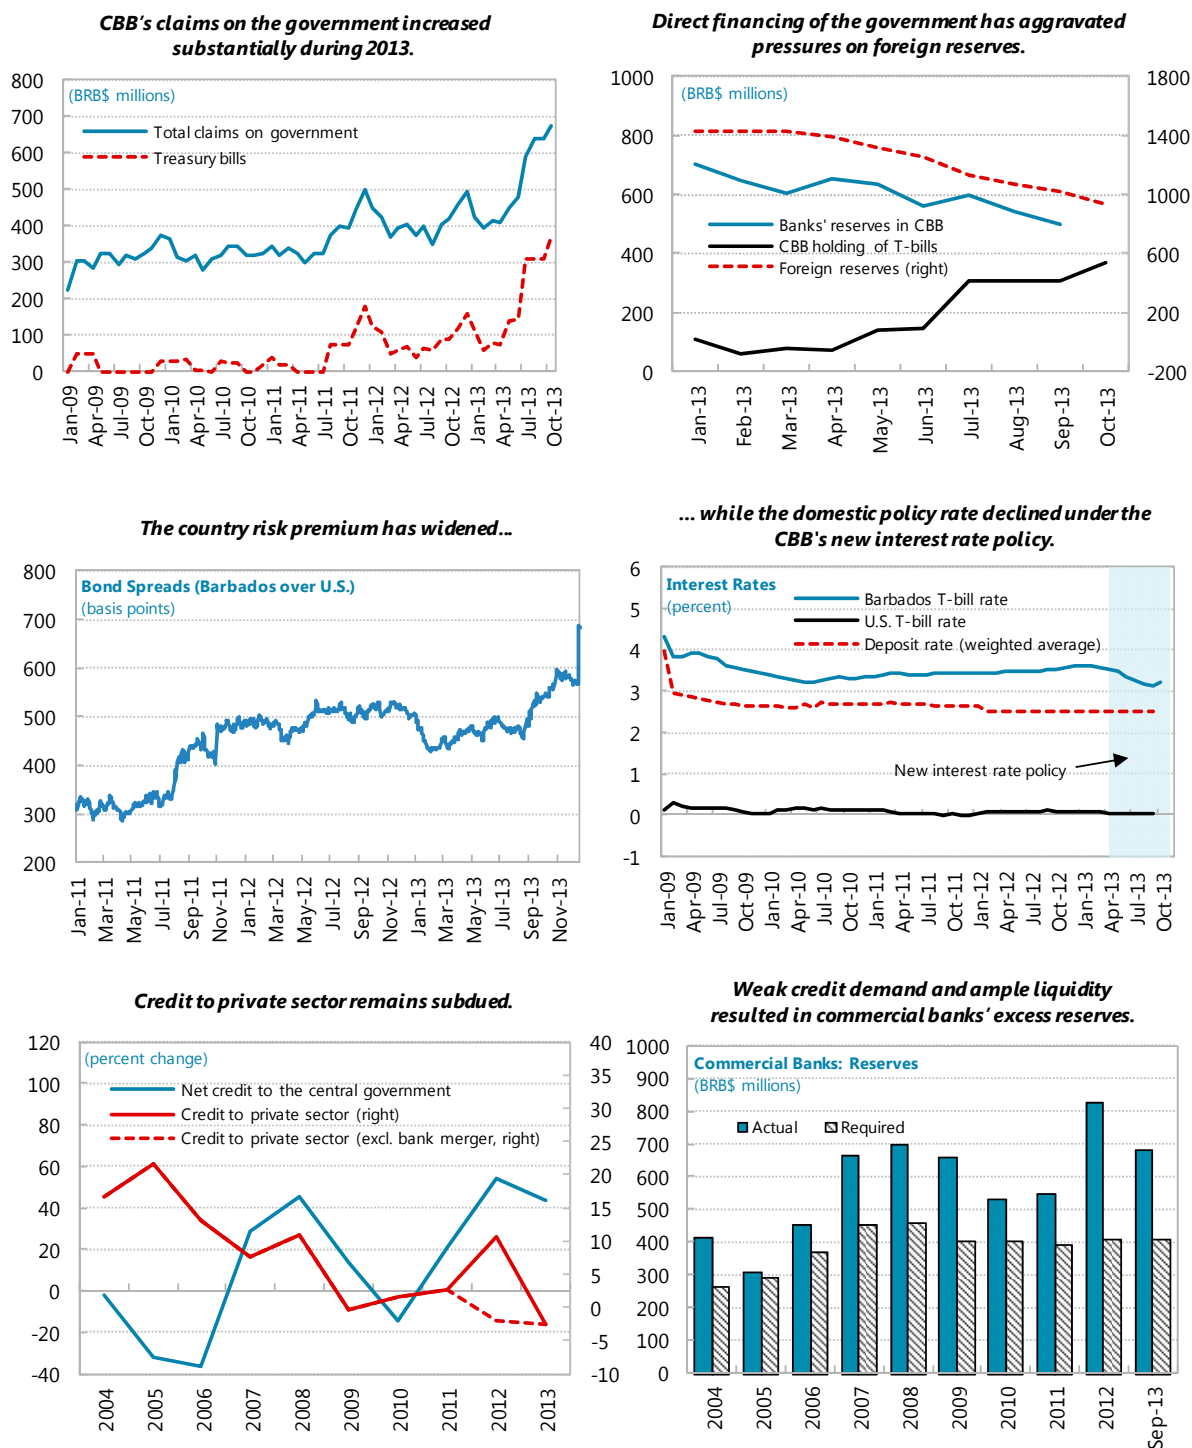 CBB's claims on the government increased
substantially during 2013.
800
700
600
500
400
300
200
100
0
(BRB$ millions)
Total claims on government
Treasury bills
Jan-09
Apr-09
Jul-09
Oct-09
Jan-10
Apr-10
Jul-10
Oct-10
Jan-11
Apr-11
Jul-11
Oct-11
Jan-12
Apr-12
Jul-12
Oct-12
Jan-13
Apr-13
Jul-13
Oct-13
Direct financing of the government has aggravated
pressures on foreign reserves.
1000
800
600
400
200
0
(BRB$ millions)
Banks' reserves in CBB
CBB holding of T-bills
Foreign reserves (right)
1800
1400
1000
600
200
-200
Jan-13
Feb-13
Mar-13
Apr-13
May-13
Jun-13
Jul-13
Aug-13
Sep-13
Oct-13
The country risk premium has widened...
800
700
600
500
400
300
200
Bond Spreads (Barbados over U.S.)
(basis points)
Jan-11
Mar-11
May-11
Jul-11
Sep-11
Nov-11
Jan-12
Mar-12
May-12
Jul-12
Sep-12
Nov-12
Jan-13
Mar-13
May-13
Jul-13
Sep-13
Nov-13
... while the domestic policy rate declined under the
CBB's new interest rate policy.
6
5
4
3
2
1
0
-1
Interest Rates
(percent)
Barbados T-bill rate
U.S. T-bill rate
Deposit rate (weighted average)
New interest rate policy
Jan-09
Apr-09
Jul-09
Oct-09
Jan-10
Apr-10
Jul-10
Oct-10
Jan-11
Apr-11
Jul-11
Oct-11
Jan-12
Apr-12
Jul-12
Oct-12
Jan-13
Apr-13
Jul-13
Oct-13
Credit to private sector remains subdued.
120
100
80
60
40
20
0
-20
-40
(percent change)
Net credit to the central government
Credit to private sector (right)
Credit to private sector (excl. bank merger, right)
40
35
30
25
20
15
10
5
0
-5
-10
2004
2005
2006
2007
2008
2009
2010
2011
2012
2013
Weak credit demand and ample liquidity
resulted in commercial banks' excess reserves.
1000
900
800
700
600
500
400
300
200
100
0
Commercial Banks: Reserves
(BRB$ millions)
Actual
Required
2004
2005
2006
2007
2008
2009
2010
2011
2012
Sep-13